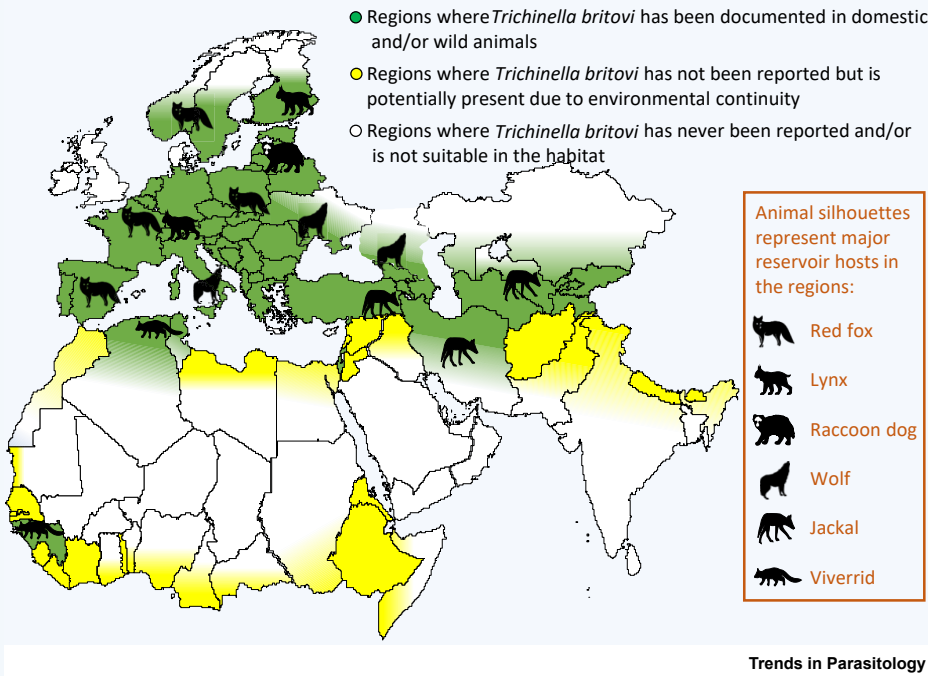 Regions where Trichinella britovi has been documented in domestic
and/or wild animals
Regions where Trichinella britovi has not been reported but is
potentially present due to environmental continuity
Regions where Trichinella britovi has never been reported and/or
is not suitable in the habitat
Animal silhouettes
represent major
reservoir hosts in
the regions:
Red fox
Lynx
Raccoon dog
Wolf
Jackal
Viverrid
Trends in Parasitology